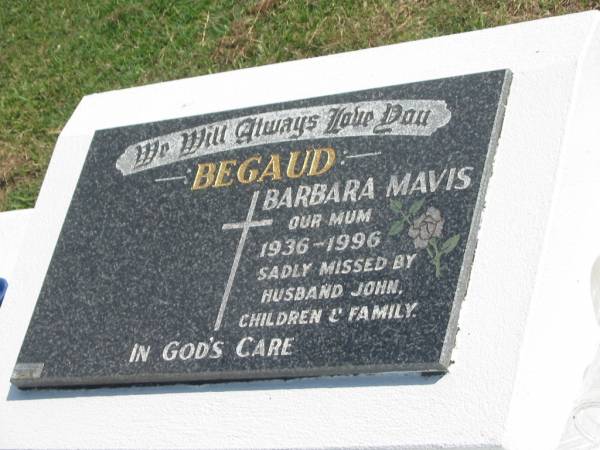 We Will Always Love You
BEGAUD
BARBARA MAVIS
OUR MUM
1936-1996
SADLY MISSED BY
HUSBAND JOHN,
CHILDREN & FAMILY.
IN GOD'S CARE